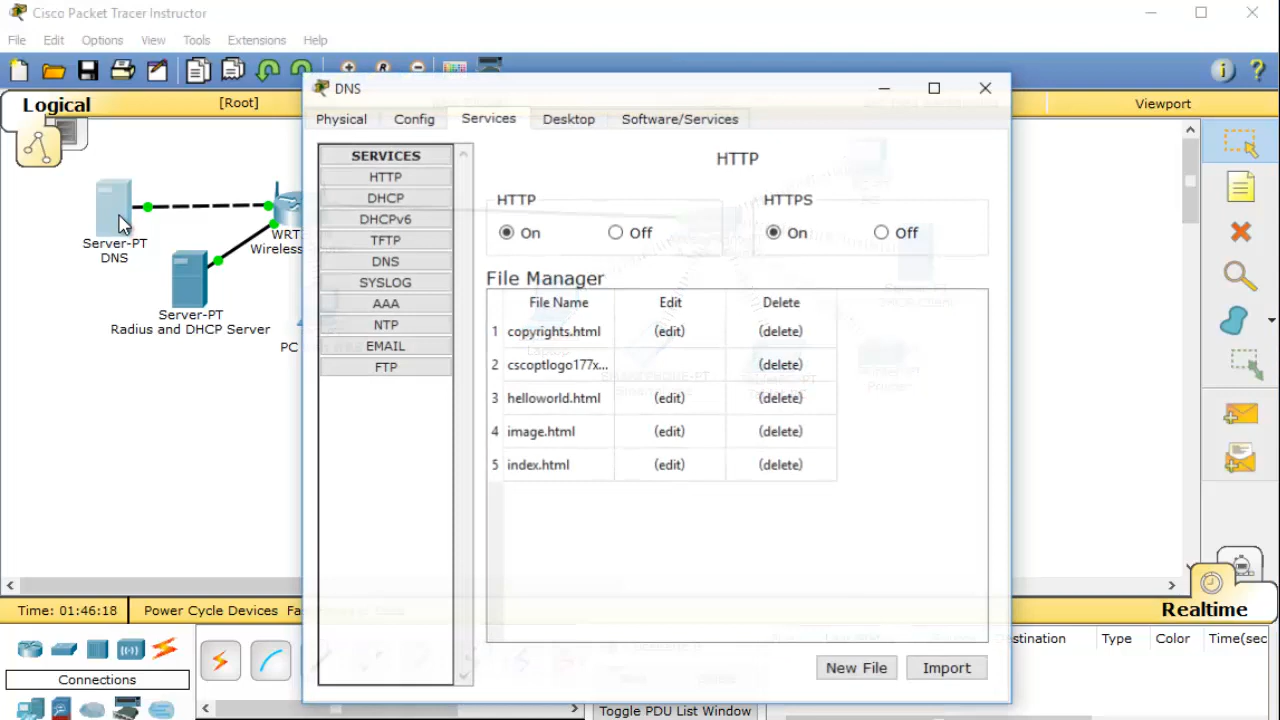 Cisco Packet Tracer Instructor
File Edit Options View Tools Extensions Help
Logical
[Root]
Viewport
DNS
Physical Config Services Desktop Software/Services
SERVICES
HTTP
DHCP
DHCPv6
TFTP
DNS
SYSLOG
AAA
NTP
EMAIL
FTP
HTTP
HTTP
On Off
HTTPS
On Off
File Manager
File Name Edit Delete
1 copyrights.html (edit) (delete)
2 cscoptlogo177x... (delete)
3 helloworld.html (edit) (delete)
4 image.html (edit) (delete)
5 index.html (edit) (delete)
New File Import
Server-PT
DNS
WRT
Wireless
Server-PT
Radius and DHCP Server
PC
Time: 01:46:18 Power Cycle Devices Fa
Realtime
Connections
Toggle PDU List Window
stination Type Color Time(sec